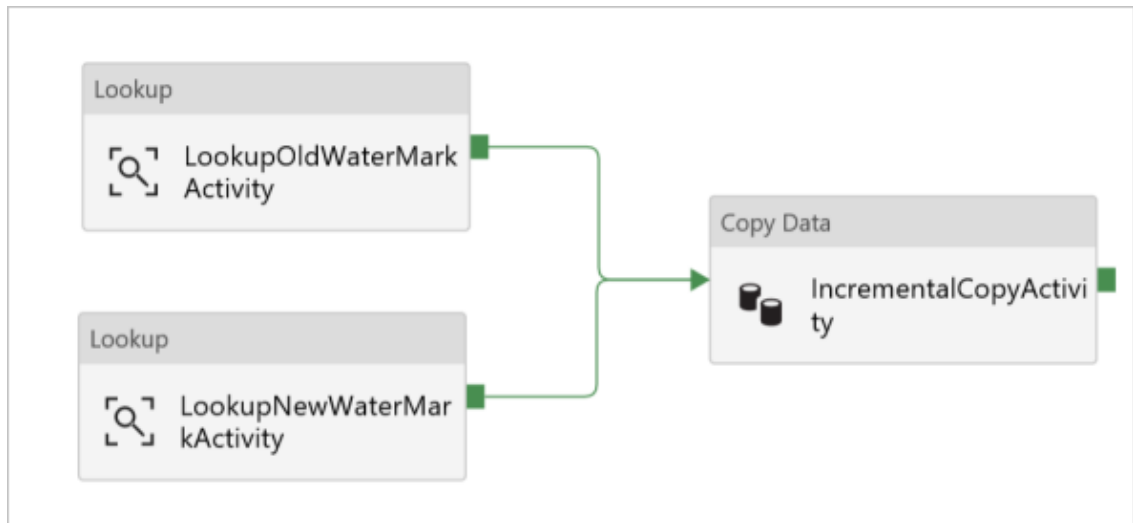 Lookup
LookupOldWaterMark
Activity
Copy Data
IncrementalCopyActivi
ty
Lookup
LookupNewWaterMar
kActivity